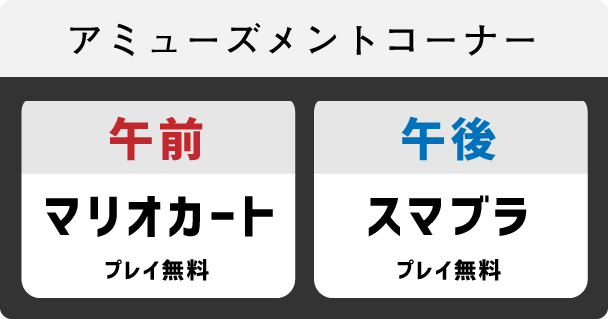 アミューズメントコーナー
午前
マリオカート
プレイ無料
午後
スマブラ
プレイ無料